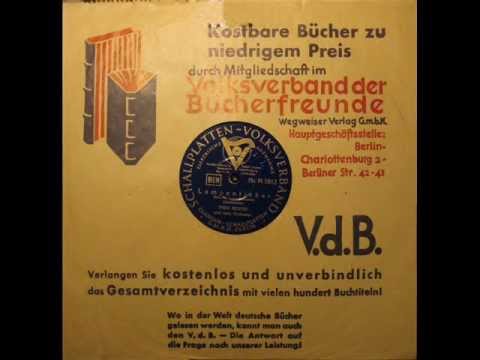 Kostbare Bücher zu
niedrigem Preis
durch Mitgliedschaft im
Volksverband der
Bücherfreunde
Wegweiser Verlag G.m.b.H.
Hauptgeschäftsstelle:
Berlin-
Charlottenburg 2-
Berliner Str. 42-43
SCHALLPLATTEN-VOLKSVERBAND
V.d.B.
Verlangen Sie kostenlos und unverbindlich
das Gesamtverzeichnis mit vielen hundert Buchtiteln!
Wo in der Welt deutsche Bücher
gelesen werden, kennt man auch
den V. d. B. — Die Antwort auf
die Frage nach unserer Leistung!